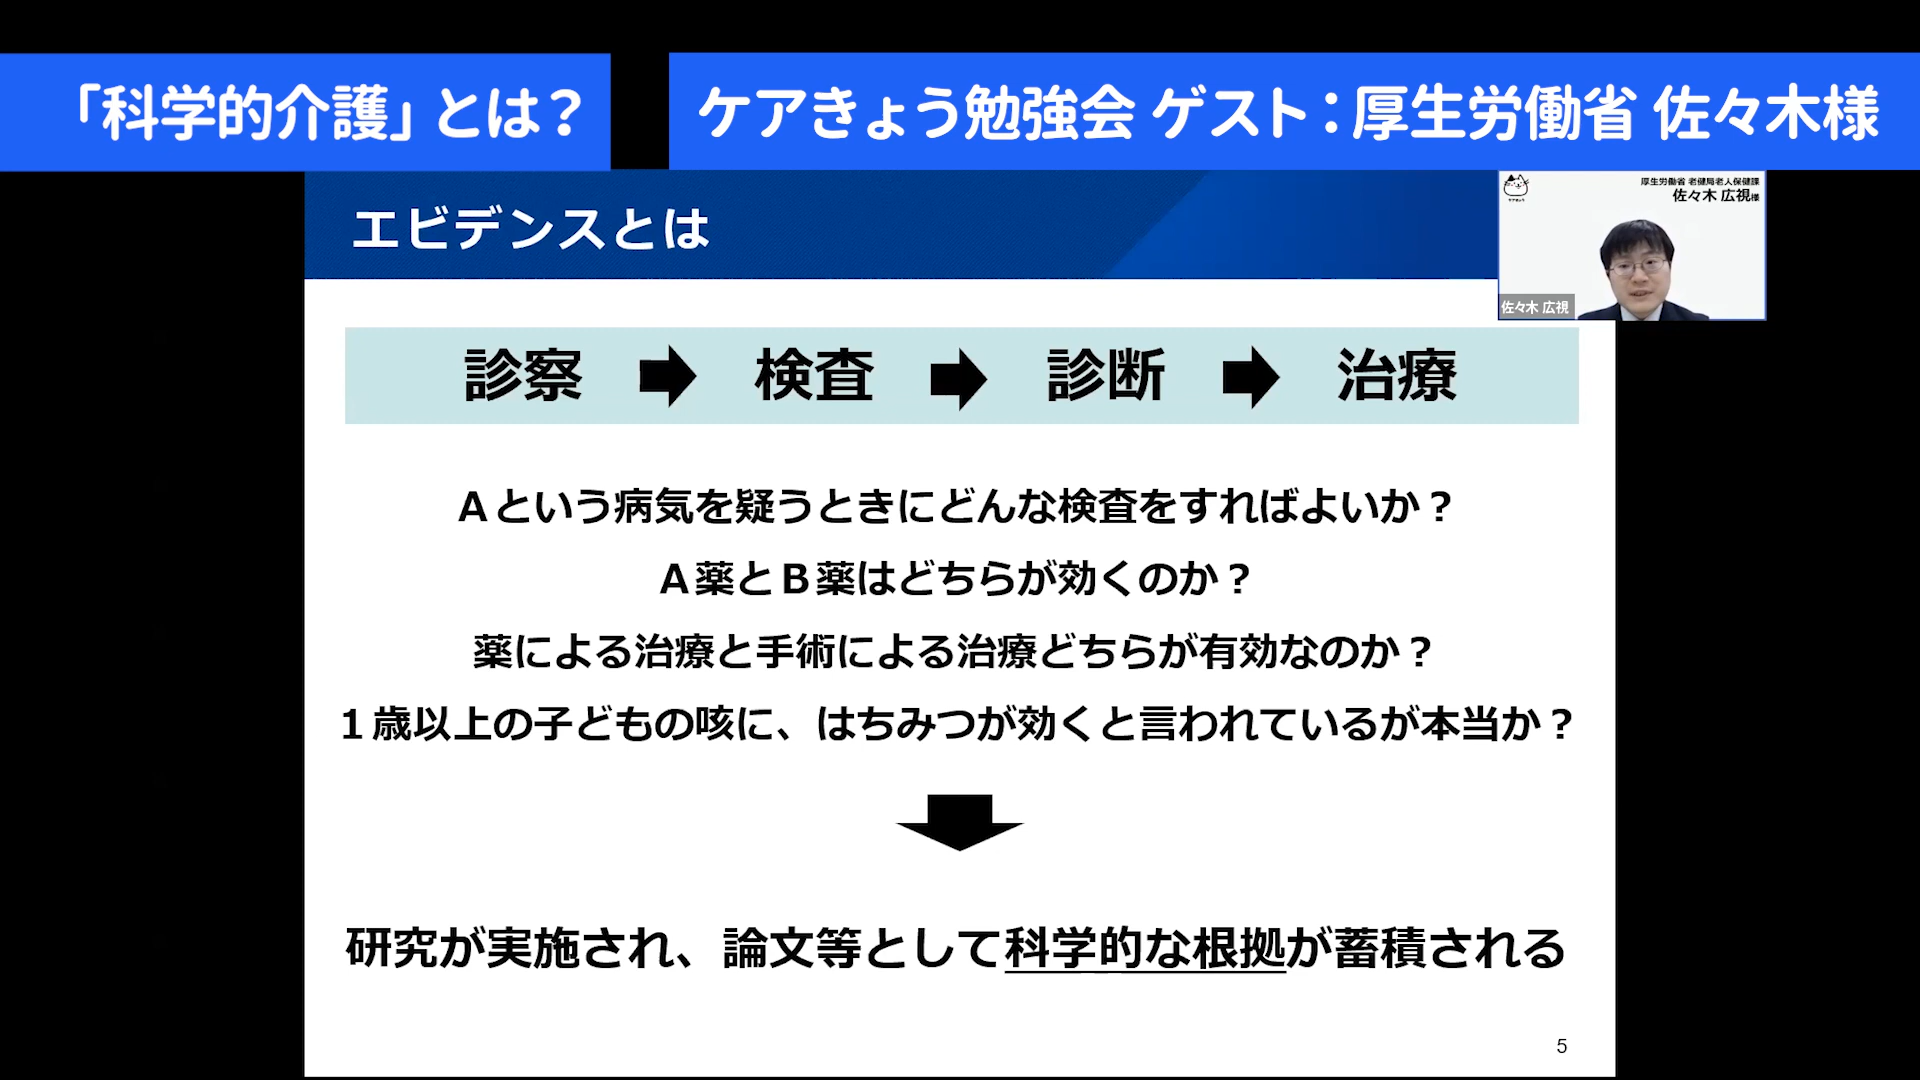 「科学的介護」とは？
ケアきょう勉強会 ゲスト：厚生労働省 佐々木様
エビデンスとは
厚生労働省 老健局老人保健課
佐々木 広視様
佐々木 広視
診察 ➡ 検査 ➡ 診断 ➡ 治療
Ａという病気を疑うときにどんな検査をすればよいか？
Ａ薬とＢ薬はどちらが効くのか？
薬による治療と手術による治療どちらが有効なのか？
１歳以上の子どもの咳に、はちみつが効くと言われているが本当か？
研究が実施され、論文等として科学的な根拠が蓄積される
5